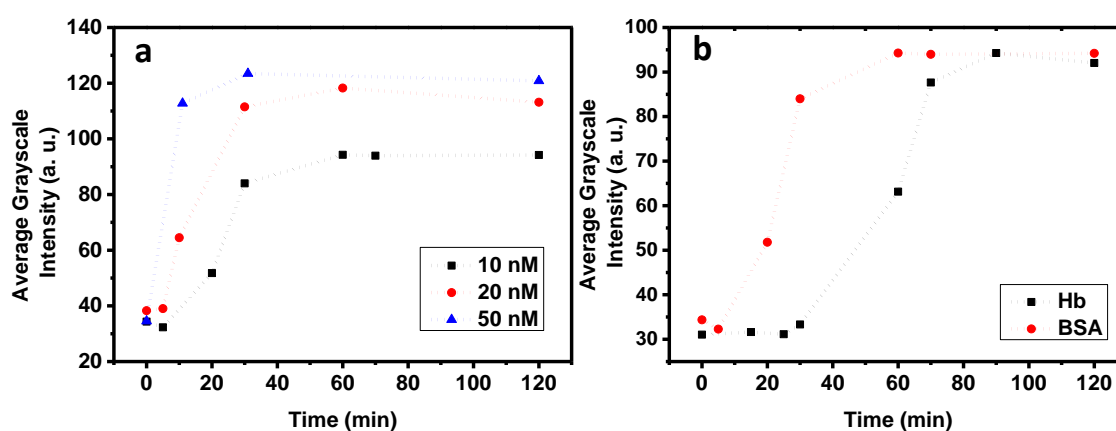 a
140
120
100
80
60
40
20
0 20 40 60 80 100 120
Time (min)
Average Grayscale
Intensity (a. u.)
10 nM
20 nM
50 nM
b
100
90
80
70
60
50
40
30
0 20 40 60 80 100 120
Time (min)
Average Grayscale
Intensity (a. u.)
Hb
BSA